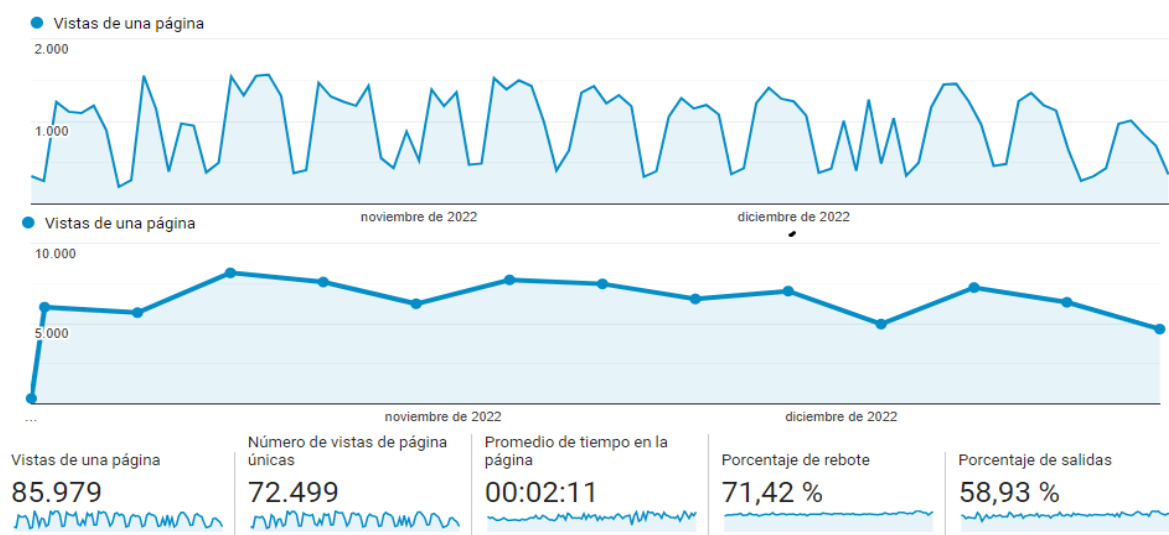 Vistas de una página
2.000
1.000
noviembre de 2022
diciembre de 2022
Vistas de una página
10.000
5.000
...
noviembre de 2022
diciembre de 2022
Vistas de una página
85.979
Número de vistas de página
únicas
72.499
Promedio de tiempo en la
página
00:02:11
Porcentaje de rebote
71,42 %
Porcentaje de salidas
58,93 %